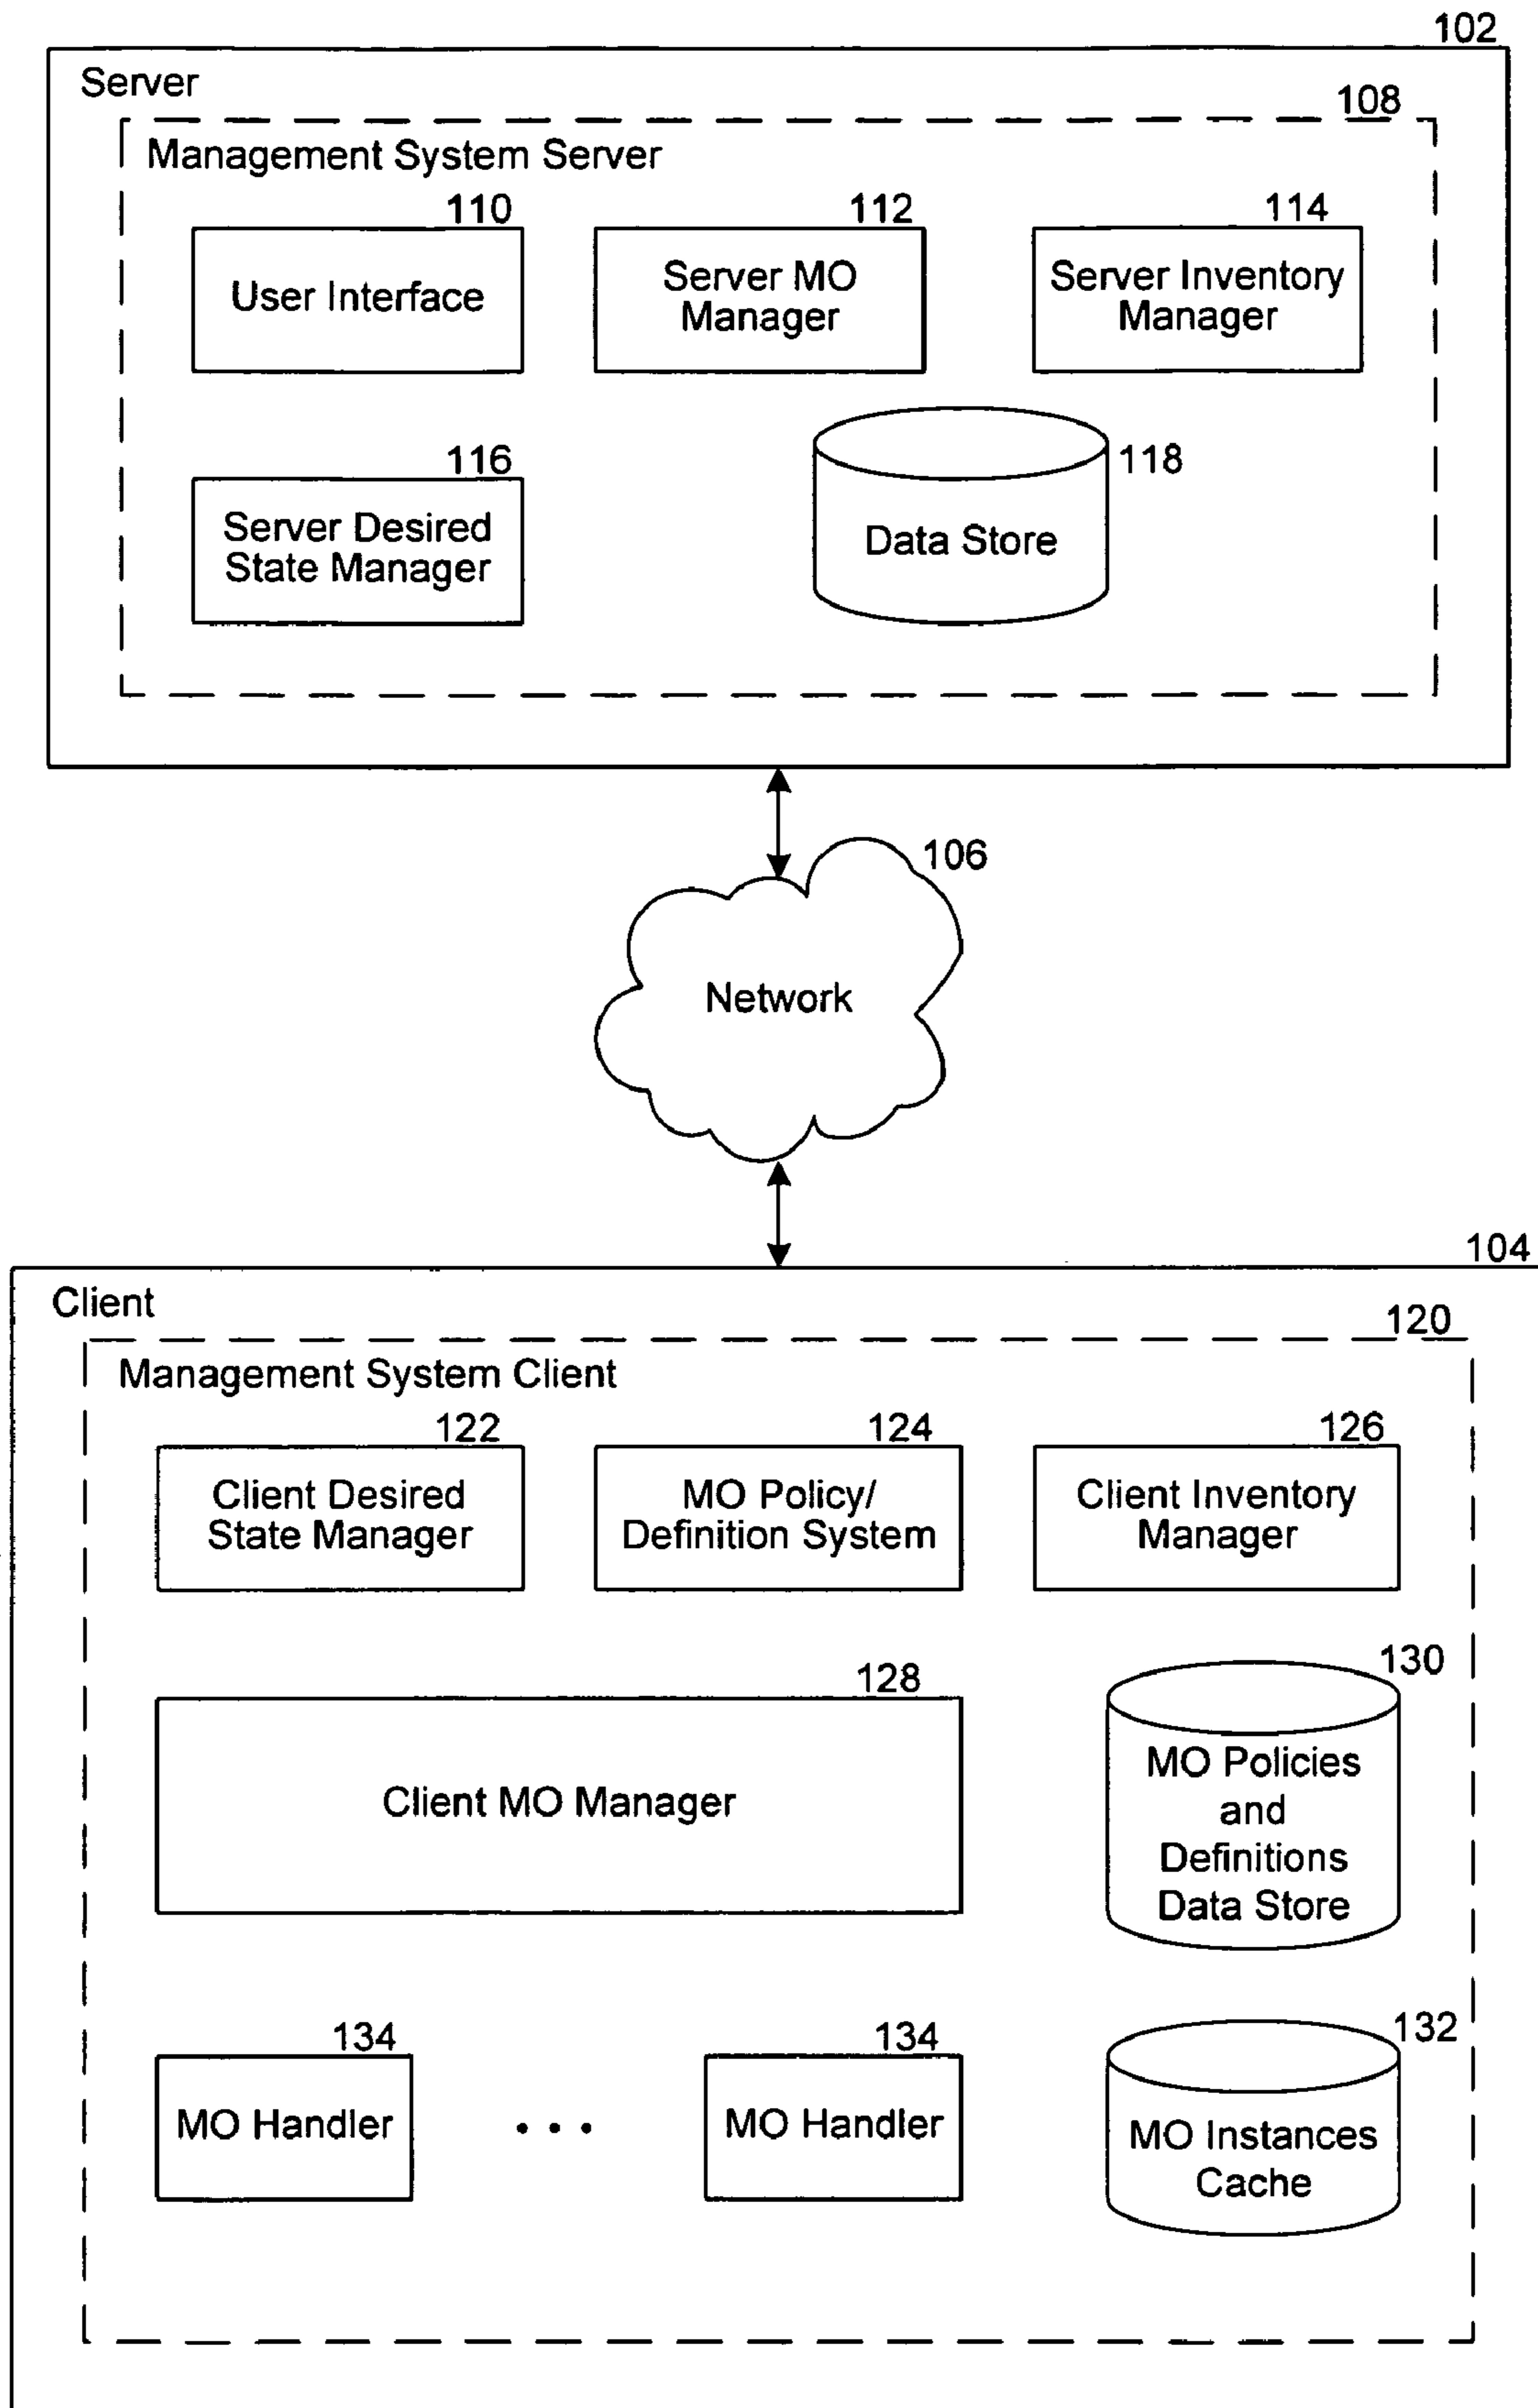 102
Server
108
Management System Server
110
112
114
User Interface
Server MO
Manager
Server Inventory
Manager
116
118
Server Desired
State Manager
Data Store
106
Network
104
Client
120
Management System Client
122
124
126
Client Desired
State Manager
MO Policy/
Definition System
Client Inventory
Manager
128
130
Client MO Manager
MO Policies
and
Definitions
Data Store
134
134
132
MO Handler
• • •
MO Handler
MO Instances
Cache